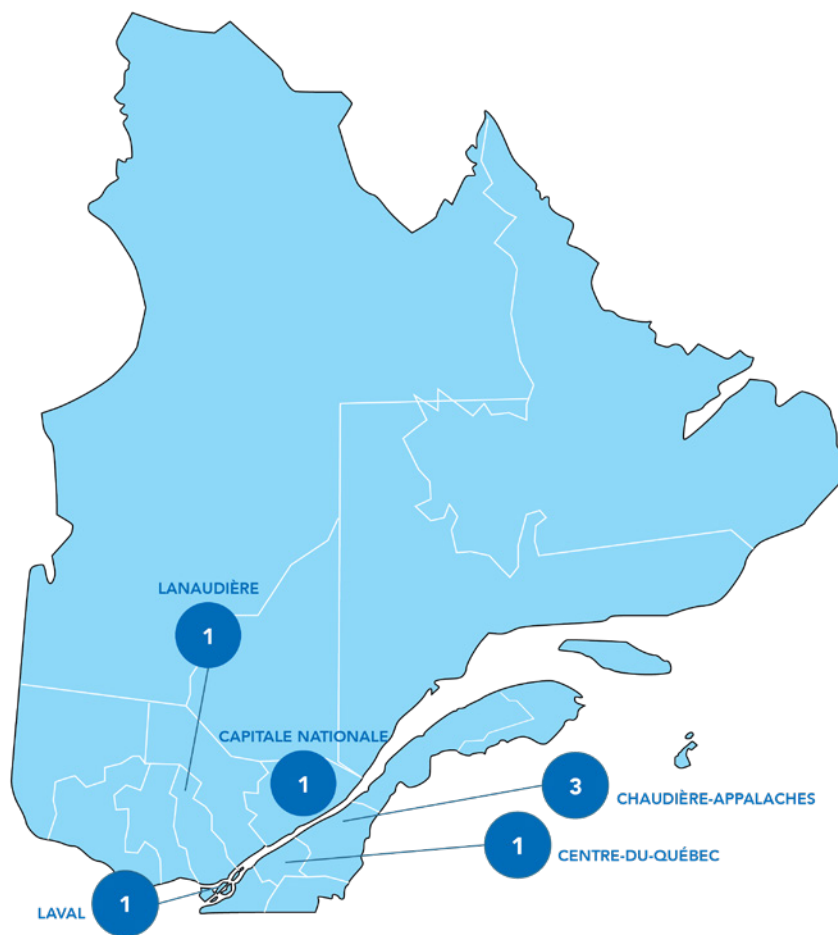 LANAUDIÈRE
1
CAPITALE NATIONALE
1
3
CHAUDIÈRE-APPALACHES
1
CENTRE-DU-QUÉBEC
1
LAVAL